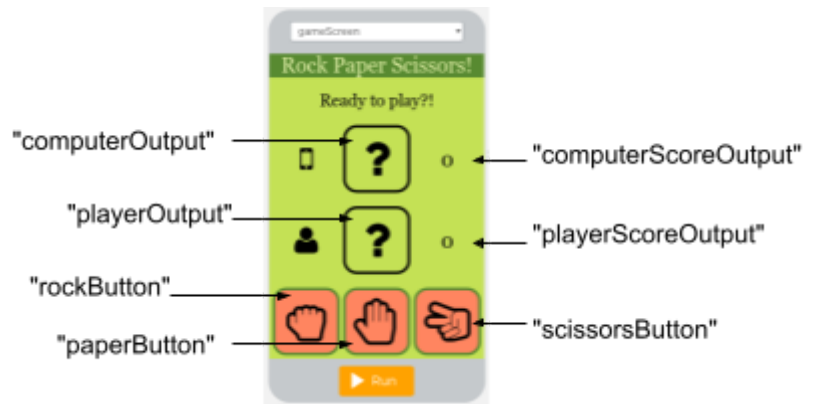 gameScreen
Rock Paper Scissors!
Ready to play?!
"computerOutput"
?
0
"computerScoreOutput"
"playerOutput"
?
0
"playerScoreOutput"
"rockButton"
"paperButton"
"scissorsButton"
Run